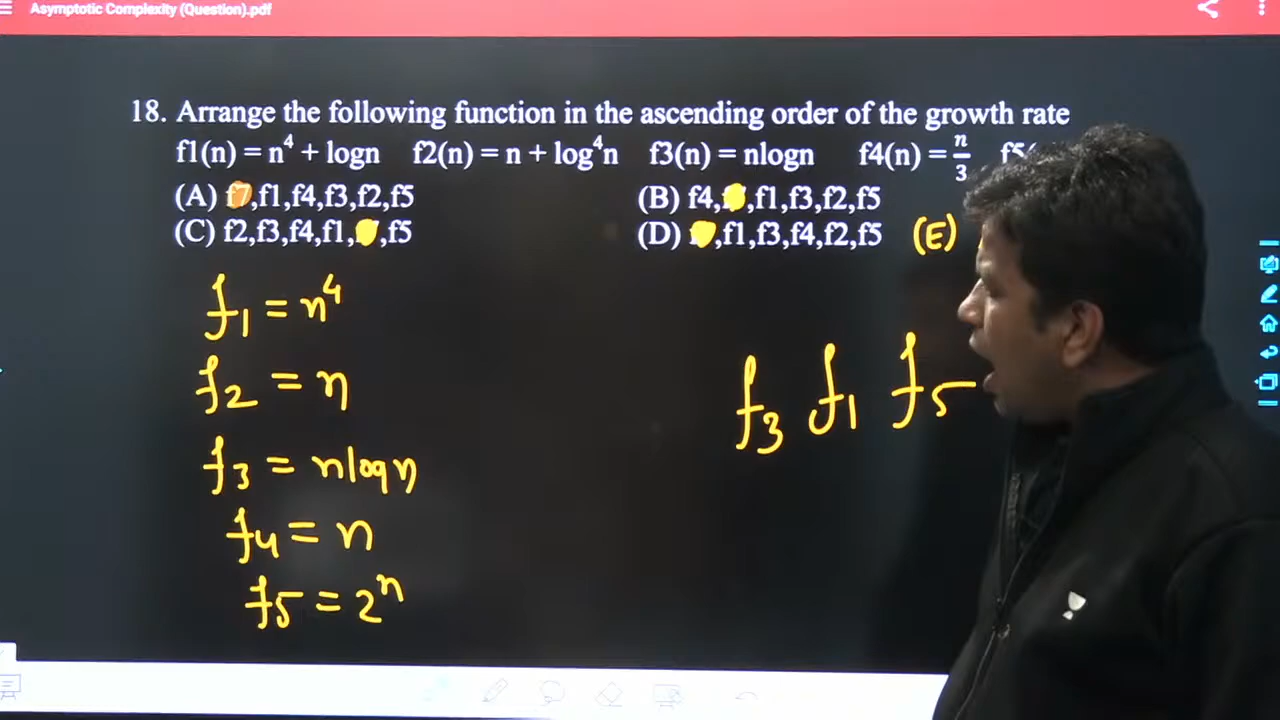 Asymptotic Complexity (Question).pdf
18. Arrange the following function in the ascending order of the growth rate
f1(n) = n⁴ + logn f2(n) = n + log⁴n f3(n) = nlogn f4(n) = n/3
(A) f7,f1,f4,f3,f2,f5 (B) f4, ,f1,f3,f2,f5
(C) f2,f3,f4,f1, ,f5 (D) ,f1,f3,f4,f2,f5 (E)
f1 = n⁴
f2 = n
f3 f1 f5
f3 = nlogn
f4 = n
f5 = 2ⁿ